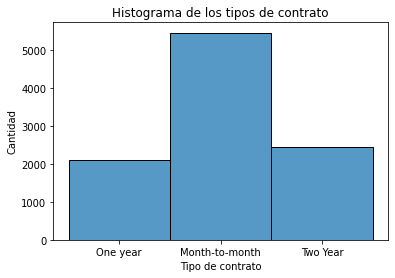 Histograma de los tipos de contrato
Cantidad
5000
4000
3000
2000
1000
0
One year Month-to-month Two Year
Tipo de contrato